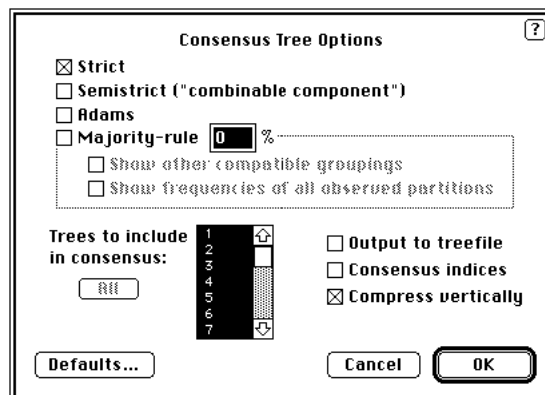 ?
Consensus Tree Options
Strict
Semistrict ("combinable component")
Adams
Majority-rule 0 %
Show other compatible groupings
Show frequencies of all observed partitions
Trees to include
in consensus:
All
1
2
3
4
5
6
7
Output to treefile
Consensus indices
Compress vertically
Defaults...
Cancel
OK